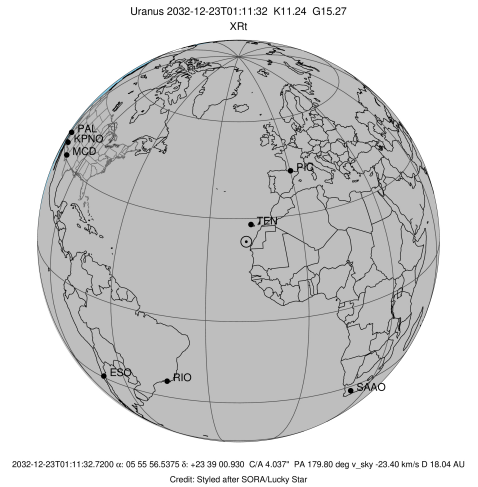 Uranus 2032-12-23T01:11:32 K11.24 G15.27
XRt
PAL
KPNO
MCD
PIC
TEN
ESO
RIO
SAAO
2032-12-23T01:11:32.7200 α: 05 55 56.5375 δ: +23 39 00.930 C/A 4.037" PA 179.80 deg v_sky -23.40 km/s D 18.04 AU
Credit: Styled after SORA/Lucky Star